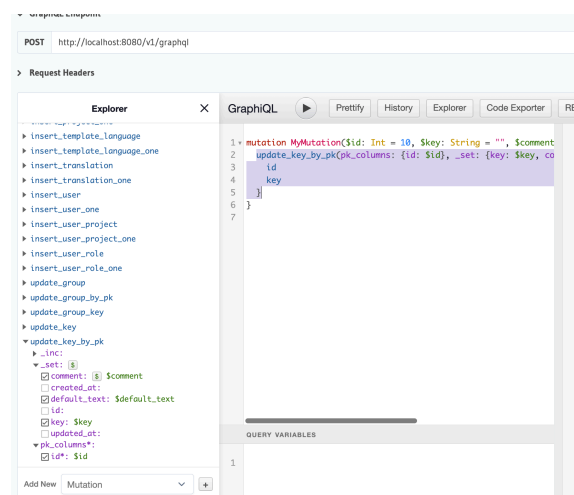 GraphQL Endpoint
POST http://localhost:8080/v1/graphql
Request Headers
Explorer
insert_project_one
insert_template_language
insert_template_language_one
insert_translation
insert_translation_one
insert_user
insert_user_one
insert_user_project
insert_user_project_one
insert_user_role
insert_user_role_one
update_group
update_group_by_pk
update_group_key
update_key
update_key_by_pk
_inc:
_set: $
comment: $ $comment
created_at:
default_text: $default_text
id:
key: $key
updated_at:
pk_columns*:
id*: $id
Add New Mutation +
GraphiQL Prettify History Explorer Code Exporter RE
1 mutation MyMutation($id: Int = 10, $key: String = "", $comment
2 update_key_by_pk(pk_columns: {id: $id}, _set: {key: $key, co
3 id
4 key
5 }
6 }
7
QUERY VARIABLES
1